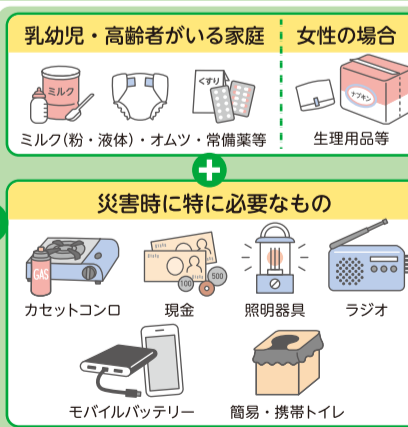 乳幼児・高齢者がいる家庭
女性の場合
ミルク
くすり
ナプキン
ミルク(粉・液体)・オムツ・常備薬等
生理用品等
災害時に特に必要なもの
GAS
100
500
カセットコンロ
現金
照明器具
ラジオ
モバイルバッテリー
簡易・携帯トイレ